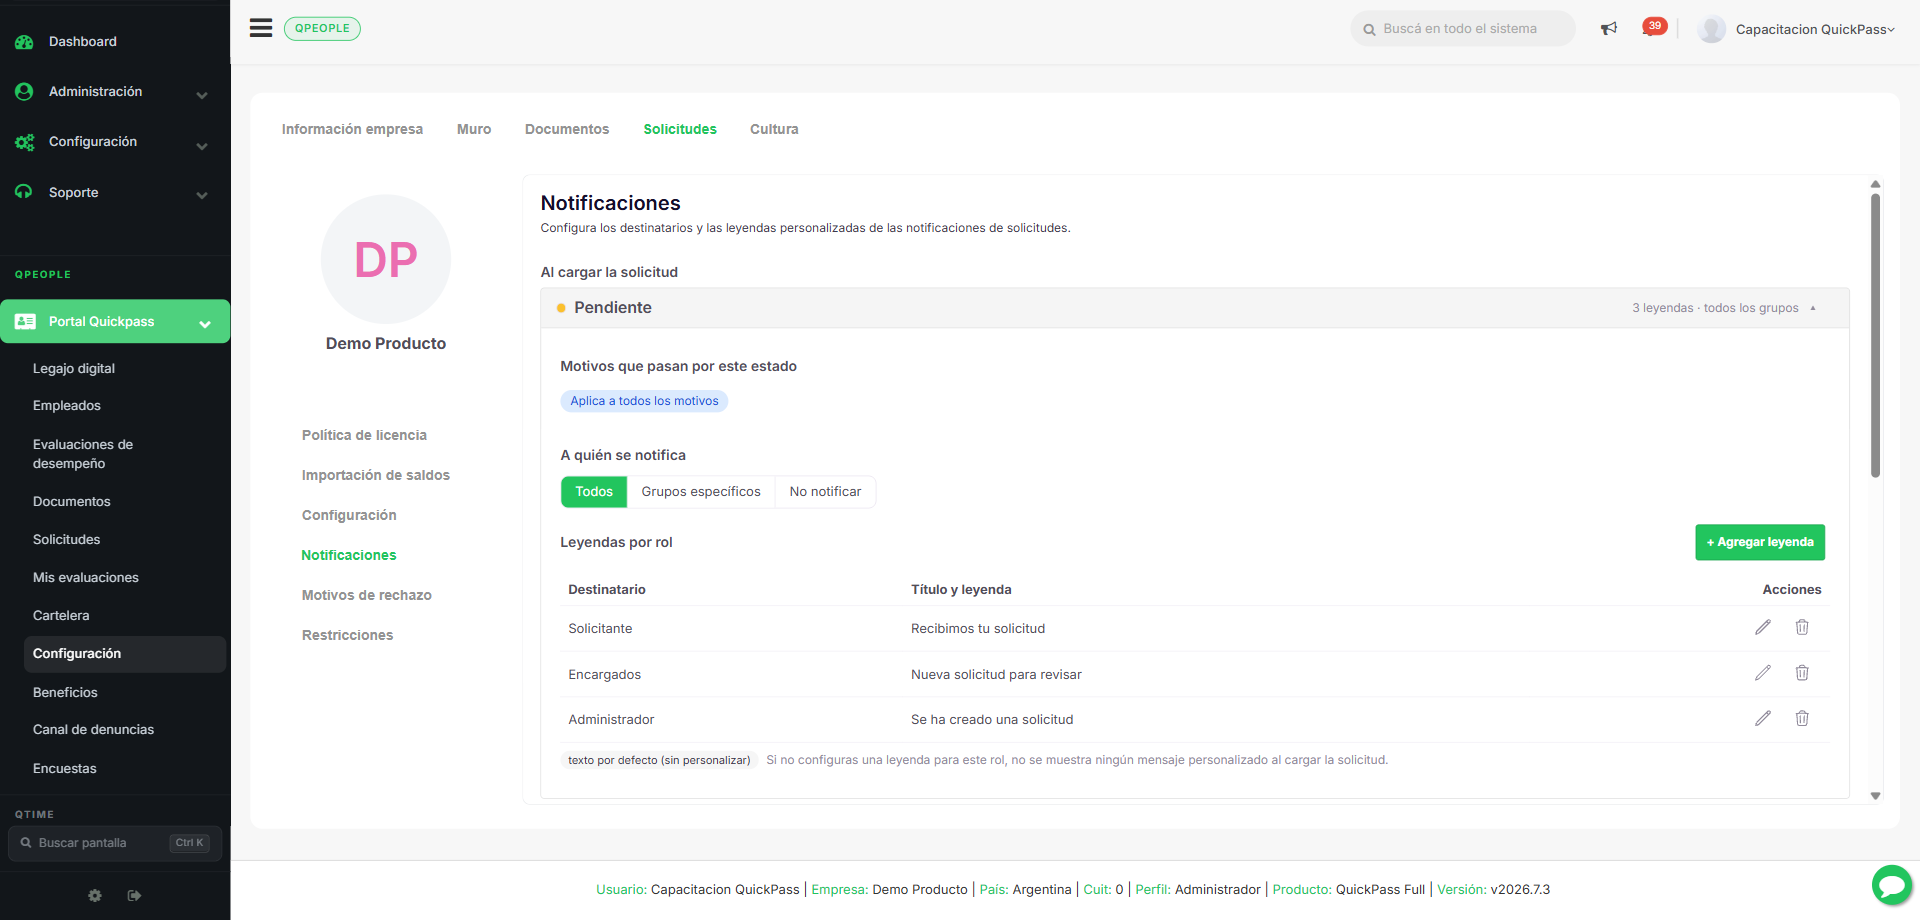 Dashboard
Administración
Configuración
Soporte
QPEOPLE
Portal Quickpass
Legajo digital
Empleados
Evaluaciones de
desempeño
Documentos
Solicitudes
Mis evaluaciones
Cartelera
Configuración
Beneficios
Canal de denuncias
Encuestas
QTIME
Buscar pantalla Ctrl K
QPEOPLE
Buscá en todo el sistema
39
Capacitacion QuickPass
Información empresa Muro Documentos Solicitudes Cultura
DP
Demo Producto
Política de licencia
Importación de saldos
Configuración
Notificaciones
Motivos de rechazo
Restricciones
Notificaciones
Configura los destinatarios y las leyendas personalizadas de las notificaciones de solicitudes.
Al cargar la solicitud
Pendiente 3 leyendas · todos los grupos
Motivos que pasan por este estado
Aplica a todos los motivos
A quién se notifica
Todos Grupos específicos No notificar
Leyendas por rol + Agregar leyenda
Destinatario Título y leyenda Acciones
Solicitante Recibimos tu solicitud
Encargados Nueva solicitud para revisar
Administrador Se ha creado una solicitud
texto por defecto (sin personalizar) Si no configuras una leyenda para este rol, no se muestra ningún mensaje personalizado al cargar la solicitud.
Usuario: Capacitacion QuickPass | Empresa: Demo Producto | País: Argentina | Cuit: 0 | Perfil: Administrador | Producto: QuickPass Full | Versión: v2026.7.3